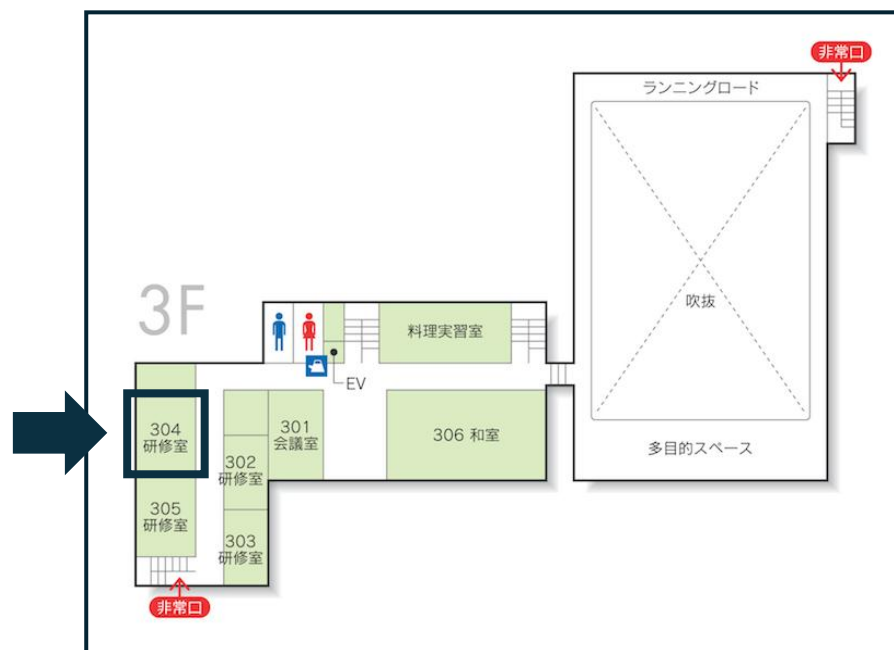 非常口
ランニングロード
吹抜
多目的スペース
3F
料理実習室
EV
304
研修室
301
会議室
306 和室
302
研修室
305
研修室
303
研修室
非常口